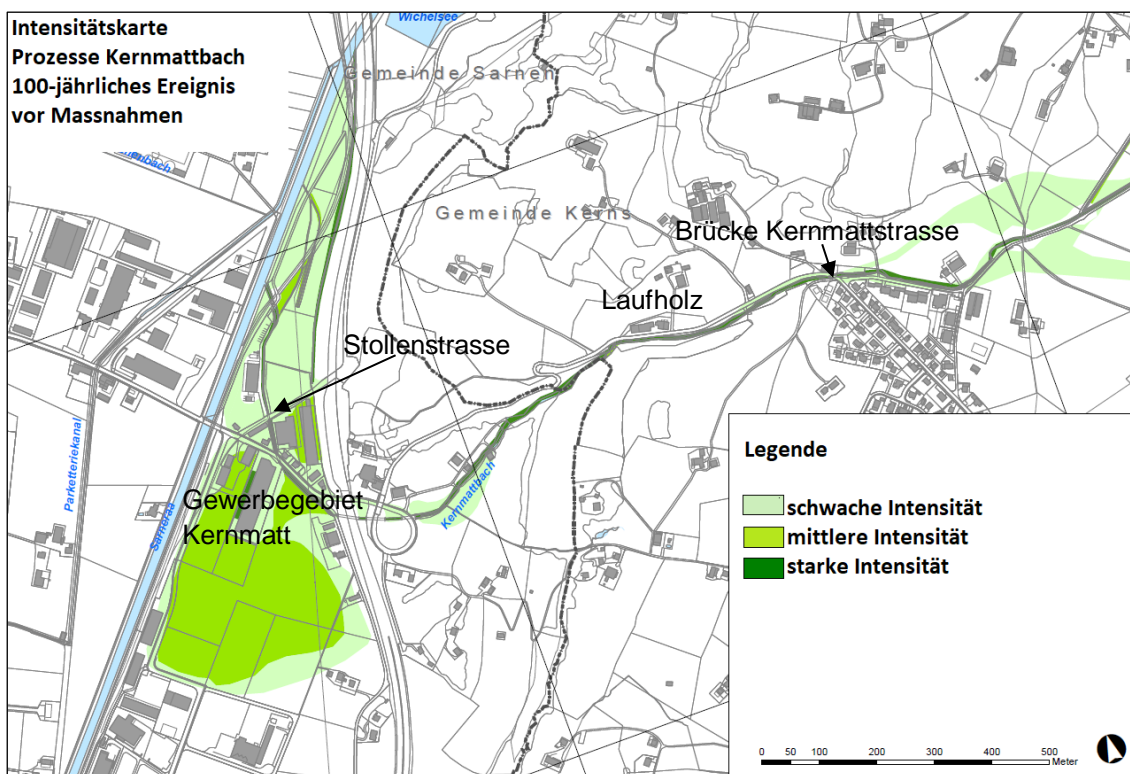 Intensitätskarte
Prozesse Kernmattbach
100-jährliches Ereignis
vor Massnahmen
Wichelsee
Gemeinde Sarnen
Gemeinde Kerns
Brücke Kernmattstrasse
Laufholz
Stollenstrasse
Parketteriekanal
Sarneraa
Gewerbegebiet
Kernmatt
Kernmattbach
Legende
schwache Intensität
mittlere Intensität
starke Intensität
0 50 100 200 300 400 500
Meter